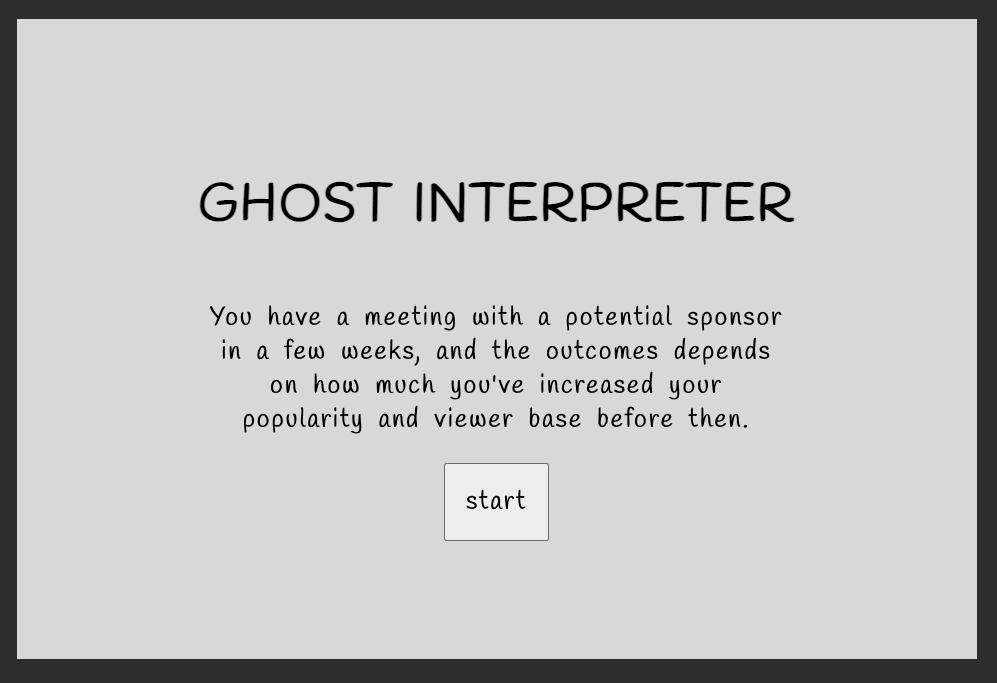 GHOST INTERPRETER
You have a meeting with a potential sponsor
in a few weeks, and the outcomes depends
on how much you've increased your
popularity and viewer base before then.
start